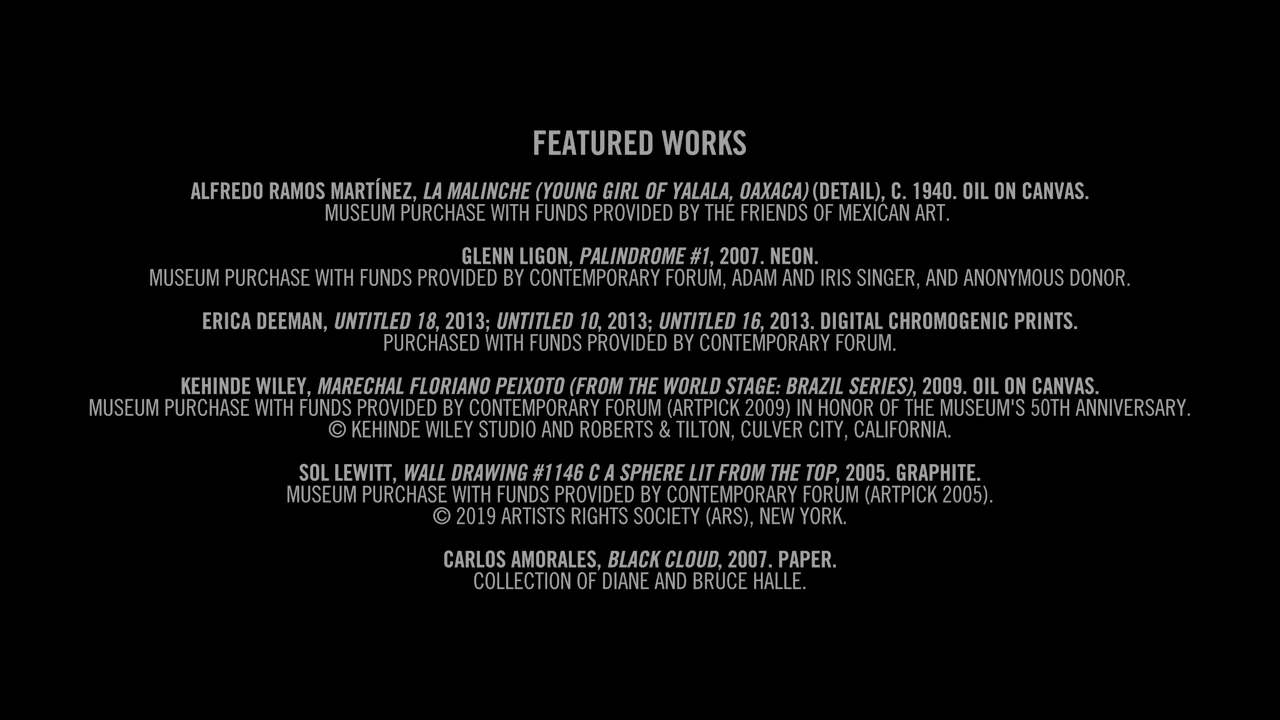 FEATURED WORKS
ALFREDO RAMOS MARTÍNEZ, LA MALINCHE (YOUNG GIRL OF YALALA, OAXACA) (DETAIL), C. 1940. OIL ON CANVAS.
MUSEUM PURCHASE WITH FUNDS PROVIDED BY THE FRIENDS OF MEXICAN ART.
GLENN LIGON, PALINDROME #1, 2007. NEON.
MUSEUM PURCHASE WITH FUNDS PROVIDED BY CONTEMPORARY FORUM, ADAM AND IRIS SINGER, AND ANONYMOUS DONOR.
ERICA DEEMAN, UNTITLED 18, 2013; UNTITLED 10, 2013; UNTITLED 16, 2013. DIGITAL CHROMOGENIC PRINTS.
PURCHASED WITH FUNDS PROVIDED BY CONTEMPORARY FORUM.
KEHINDE WILEY, MARECHAL FLORIANO PEIXOTO (FROM THE WORLD STAGE: BRAZIL SERIES), 2009. OIL ON CANVAS.
MUSEUM PURCHASE WITH FUNDS PROVIDED BY CONTEMPORARY FORUM (ARTPICK 2009) IN HONOR OF THE MUSEUM'S 50TH ANNIVERSARY.
© KEHINDE WILEY STUDIO AND ROBERTS & TILTON, CULVER CITY, CALIFORNIA.
SOL LEWITT, WALL DRAWING #1146 C A SPHERE LIT FROM THE TOP, 2005. GRAPHITE.
MUSEUM PURCHASE WITH FUNDS PROVIDED BY CONTEMPORARY FORUM (ARTPICK 2005).
© 2019 ARTISTS RIGHTS SOCIETY (ARS), NEW YORK.
CARLOS AMORALES, BLACK CLOUD, 2007. PAPER.
COLLECTION OF DIANE AND BRUCE HALLE.